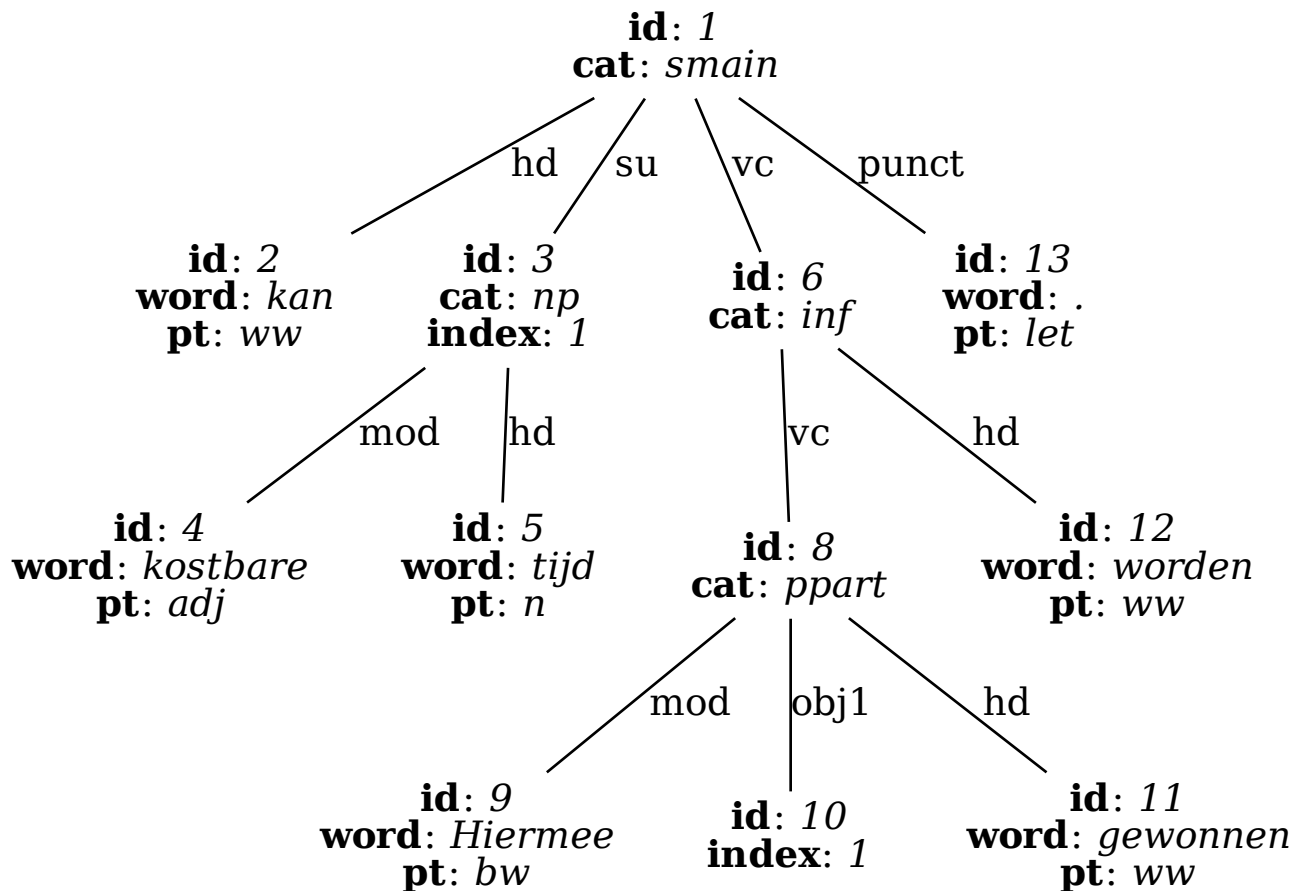 id: 1
cat: smain
hd
su
vc
punct
id: 2
word: kan
pt: ww
id: 3
cat: np
index: 1
id: 6
cat: inf
id: 13
word: .
pt: let
mod
hd
vc
hd
id: 4
word: kostbare
pt: adj
id: 5
word: tijd
pt: n
id: 8
cat: ppart
id: 12
word: worden
pt: ww
mod
obj1
hd
id: 9
word: Hiermee
pt: bw
id: 10
index: 1
id: 11
word: gewonnen
pt: ww